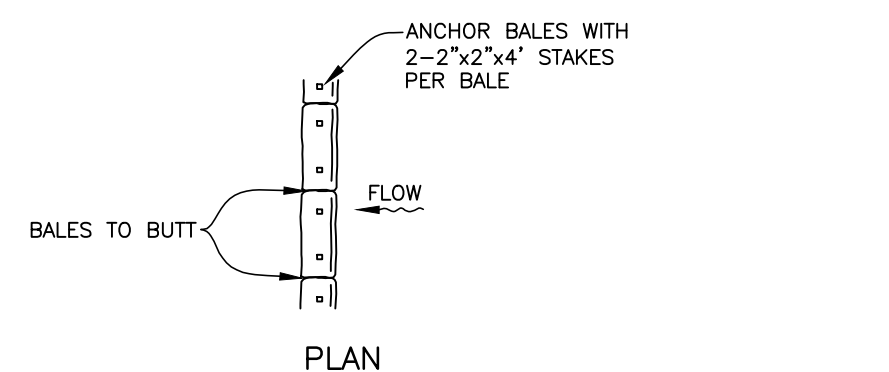 ANCHOR BALES WITH
2-2"x2"x4' STAKES
PER BALE
FLOW
BALES TO BUTT
PLAN